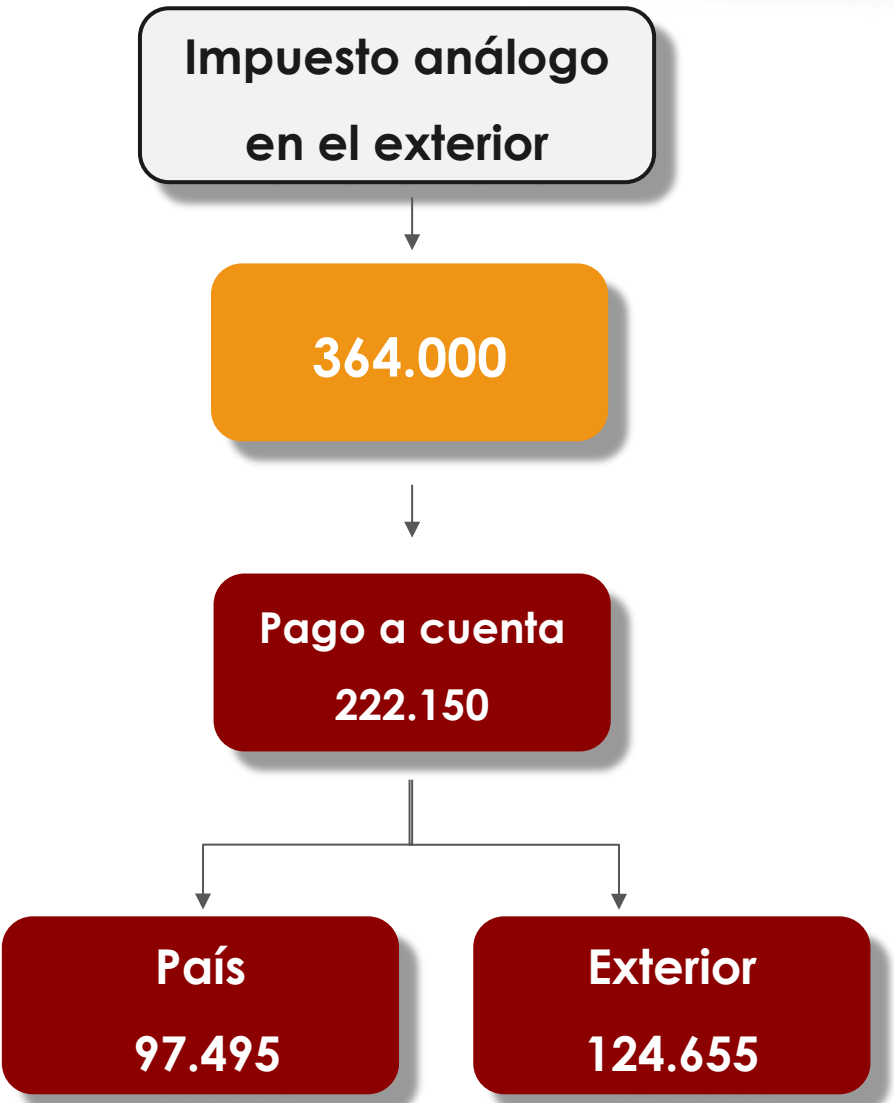 Impuesto análogo
en el exterior
364.000
Pago a cuenta
222.150
País
97.495
Exterior
124.655